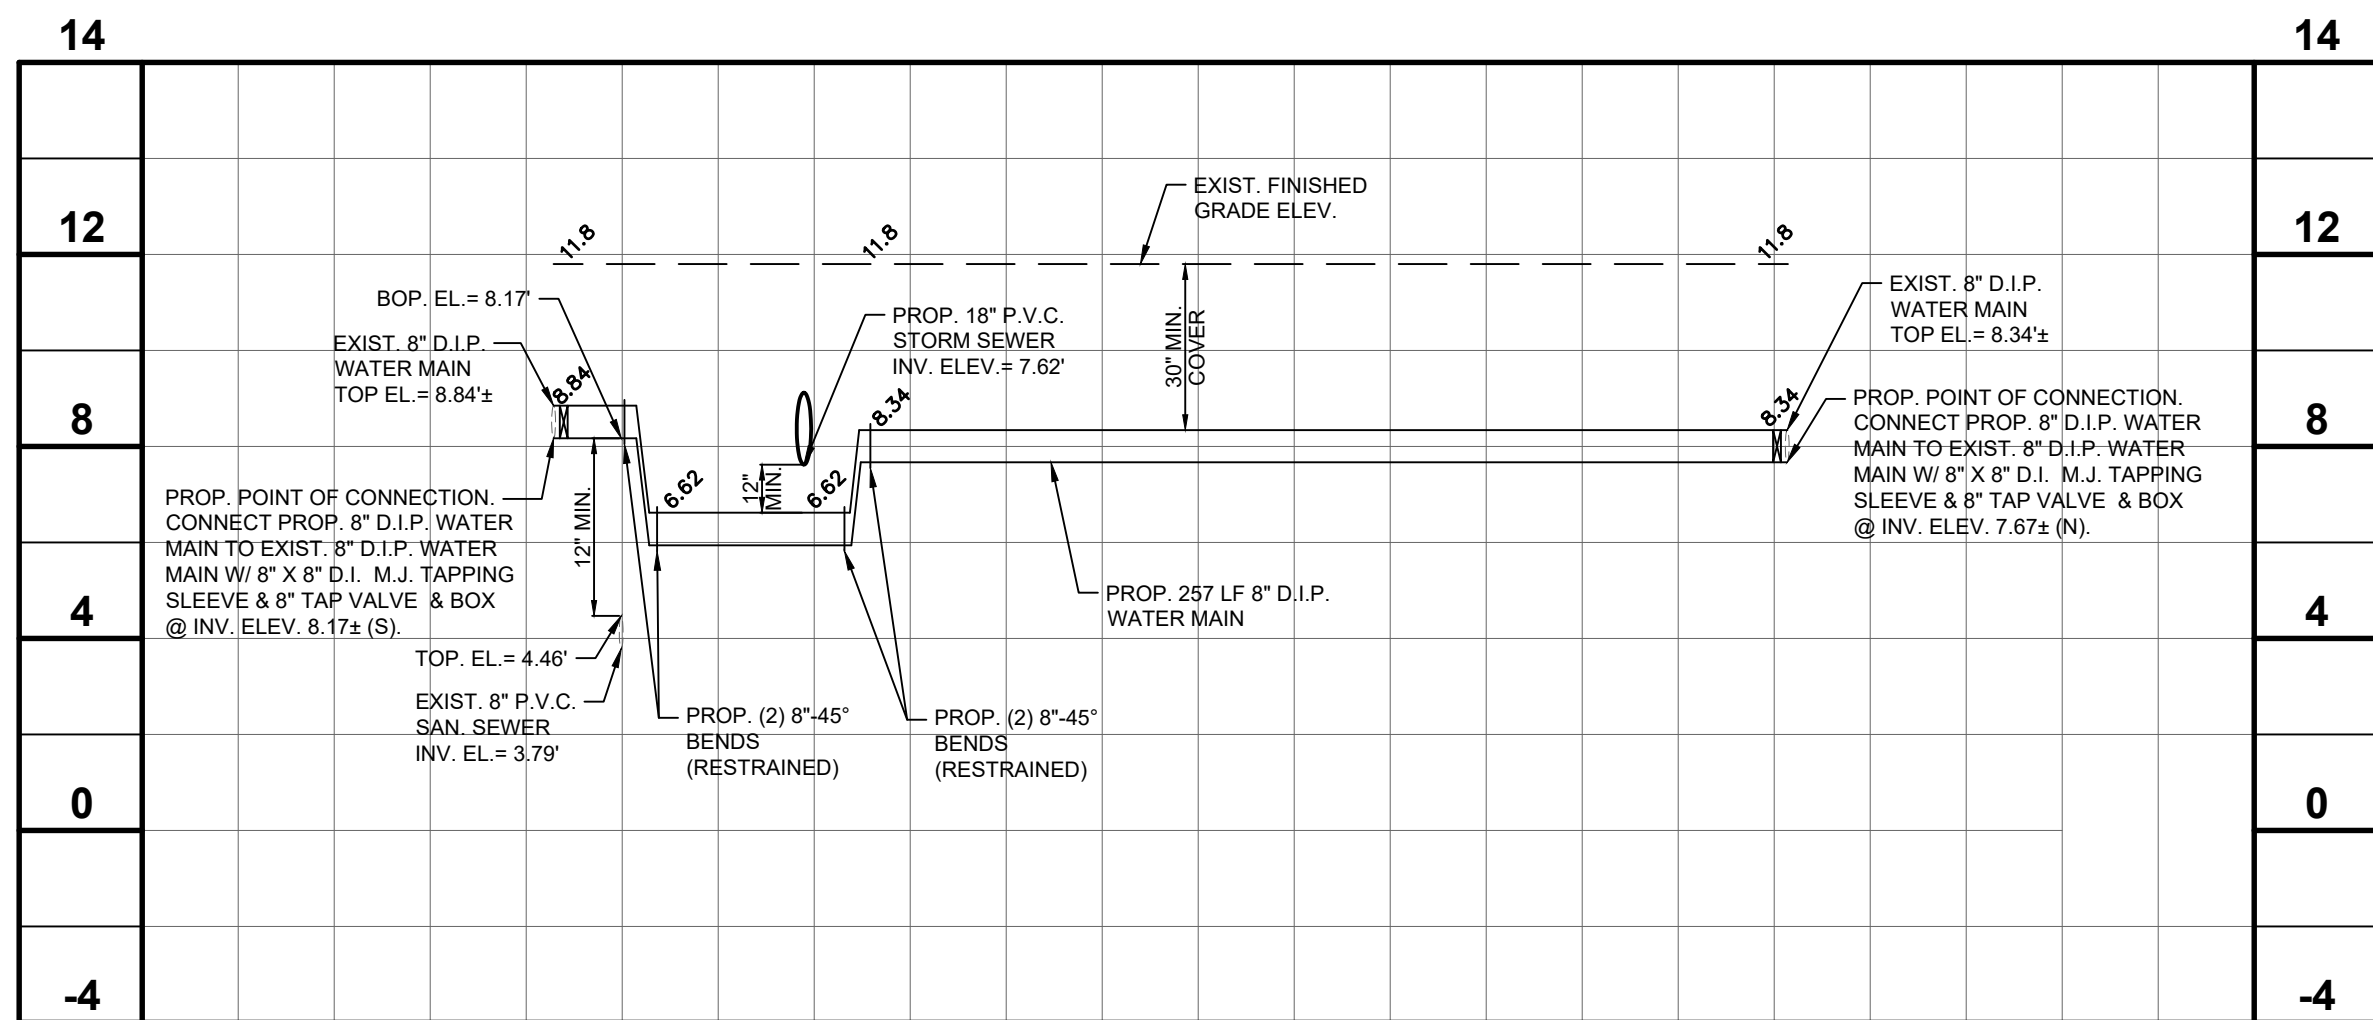 14
14
12
12
8
8
4
4
0
0
-4
-4
11.8
11.8
11.8
EXIST. FINISHED
GRADE ELEV.
BOP. EL.= 8.17'
EXIST. 8" D.I.P.
WATER MAIN
TOP EL.= 8.84'±
8.84
PROP. 18" P.V.C.
STORM SEWER
INV. ELEV.= 7.62'
30" MIN.
COVER
EXIST. 8" D.I.P.
WATER MAIN
TOP EL.= 8.34'±
8.34
8.34
PROP. POINT OF CONNECTION.
CONNECT PROP. 8" D.I.P. WATER
MAIN TO EXIST. 8" D.I.P. WATER
MAIN W/ 8" X 8" D.I. M.J. TAPPING
SLEEVE & 8" TAP VALVE & BOX
@ INV. ELEV. 7.67± (N).
PROP. POINT OF CONNECTION.
CONNECT PROP. 8" D.I.P. WATER
MAIN TO EXIST. 8" D.I.P. WATER
MAIN W/ 8" X 8" D.I. M.J. TAPPING
SLEEVE & 8" TAP VALVE & BOX
@ INV. ELEV. 8.17± (S).
12" MIN.
6.62
12"
MIN.
6.62
PROP. 257 LF 8" D.I.P.
WATER MAIN
TOP. EL.= 4.46'
EXIST. 8" P.V.C.
SAN. SEWER
INV. EL.= 3.79'
PROP. (2) 8"-45°
BENDS
(RESTRAINED)
PROP. (2) 8"-45°
BENDS
(RESTRAINED)